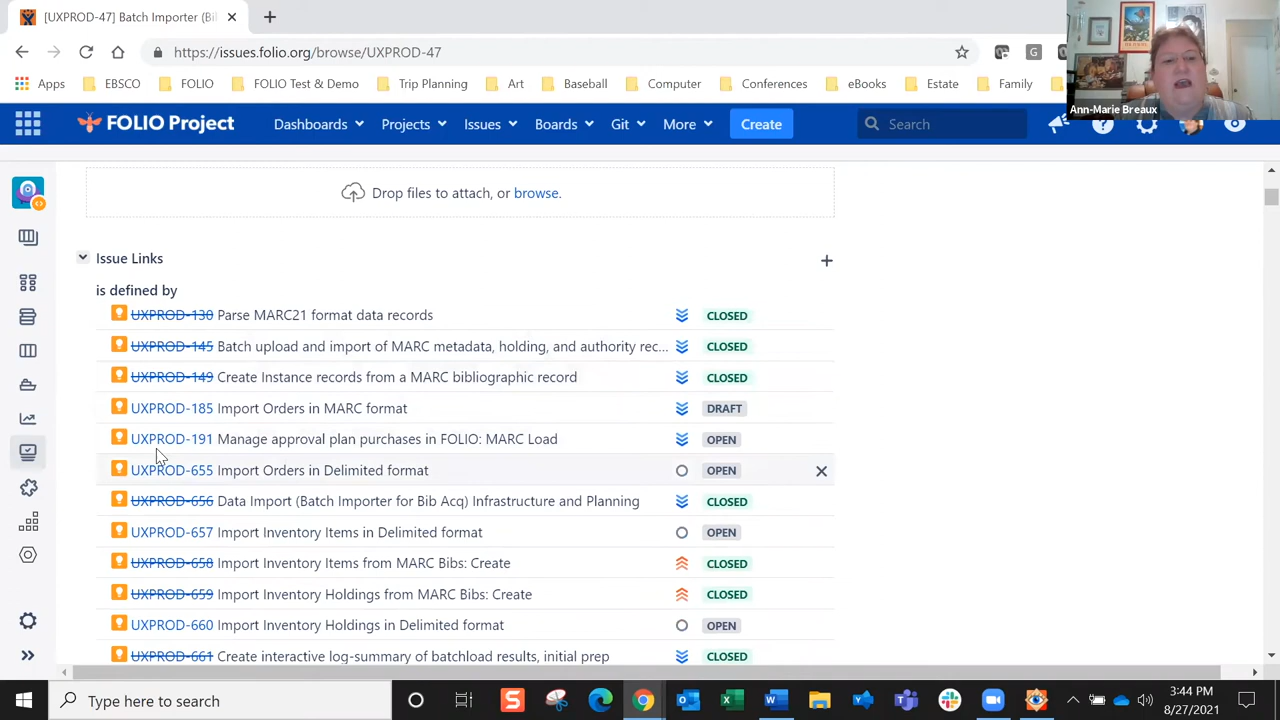 [UXPROD-47] Batch Importer (Bi
https://issues.folio.org/browse/UXPROD-47
G
Apps EBSCO FOLIO FOLIO Test & Demo Trip Planning Art Baseball Computer Conferences eBooks Estate Family
Ann-Marie Breaux
FOLIO Project Dashboards Projects Issues Boards Git More Create Search
Drop files to attach, or browse.
Issue Links
is defined by
UXPROD-130 Parse MARC21 format data records CLOSED
UXPROD-145 Batch upload and import of MARC metadata, holding, and authority rec... CLOSED
UXPROD-149 Create Instance records from a MARC bibliographic record CLOSED
UXPROD-185 Import Orders in MARC format DRAFT
UXPROD-191 Manage approval plan purchases in FOLIO: MARC Load OPEN
UXPROD-655 Import Orders in Delimited format OPEN
UXPROD-656 Data Import (Batch Importer for Bib Acq) Infrastructure and Planning CLOSED
UXPROD-657 Import Inventory Items in Delimited format OPEN
UXPROD-658 Import Inventory Items from MARC Bibs: Create CLOSED
UXPROD-659 Import Inventory Holdings from MARC Bibs: Create CLOSED
UXPROD-660 Import Inventory Holdings in Delimited format OPEN
UXPROD-661 Create interactive log-summary of batchload results, initial prep CLOSED
Type here to search
3:44 PM
8/27/2021